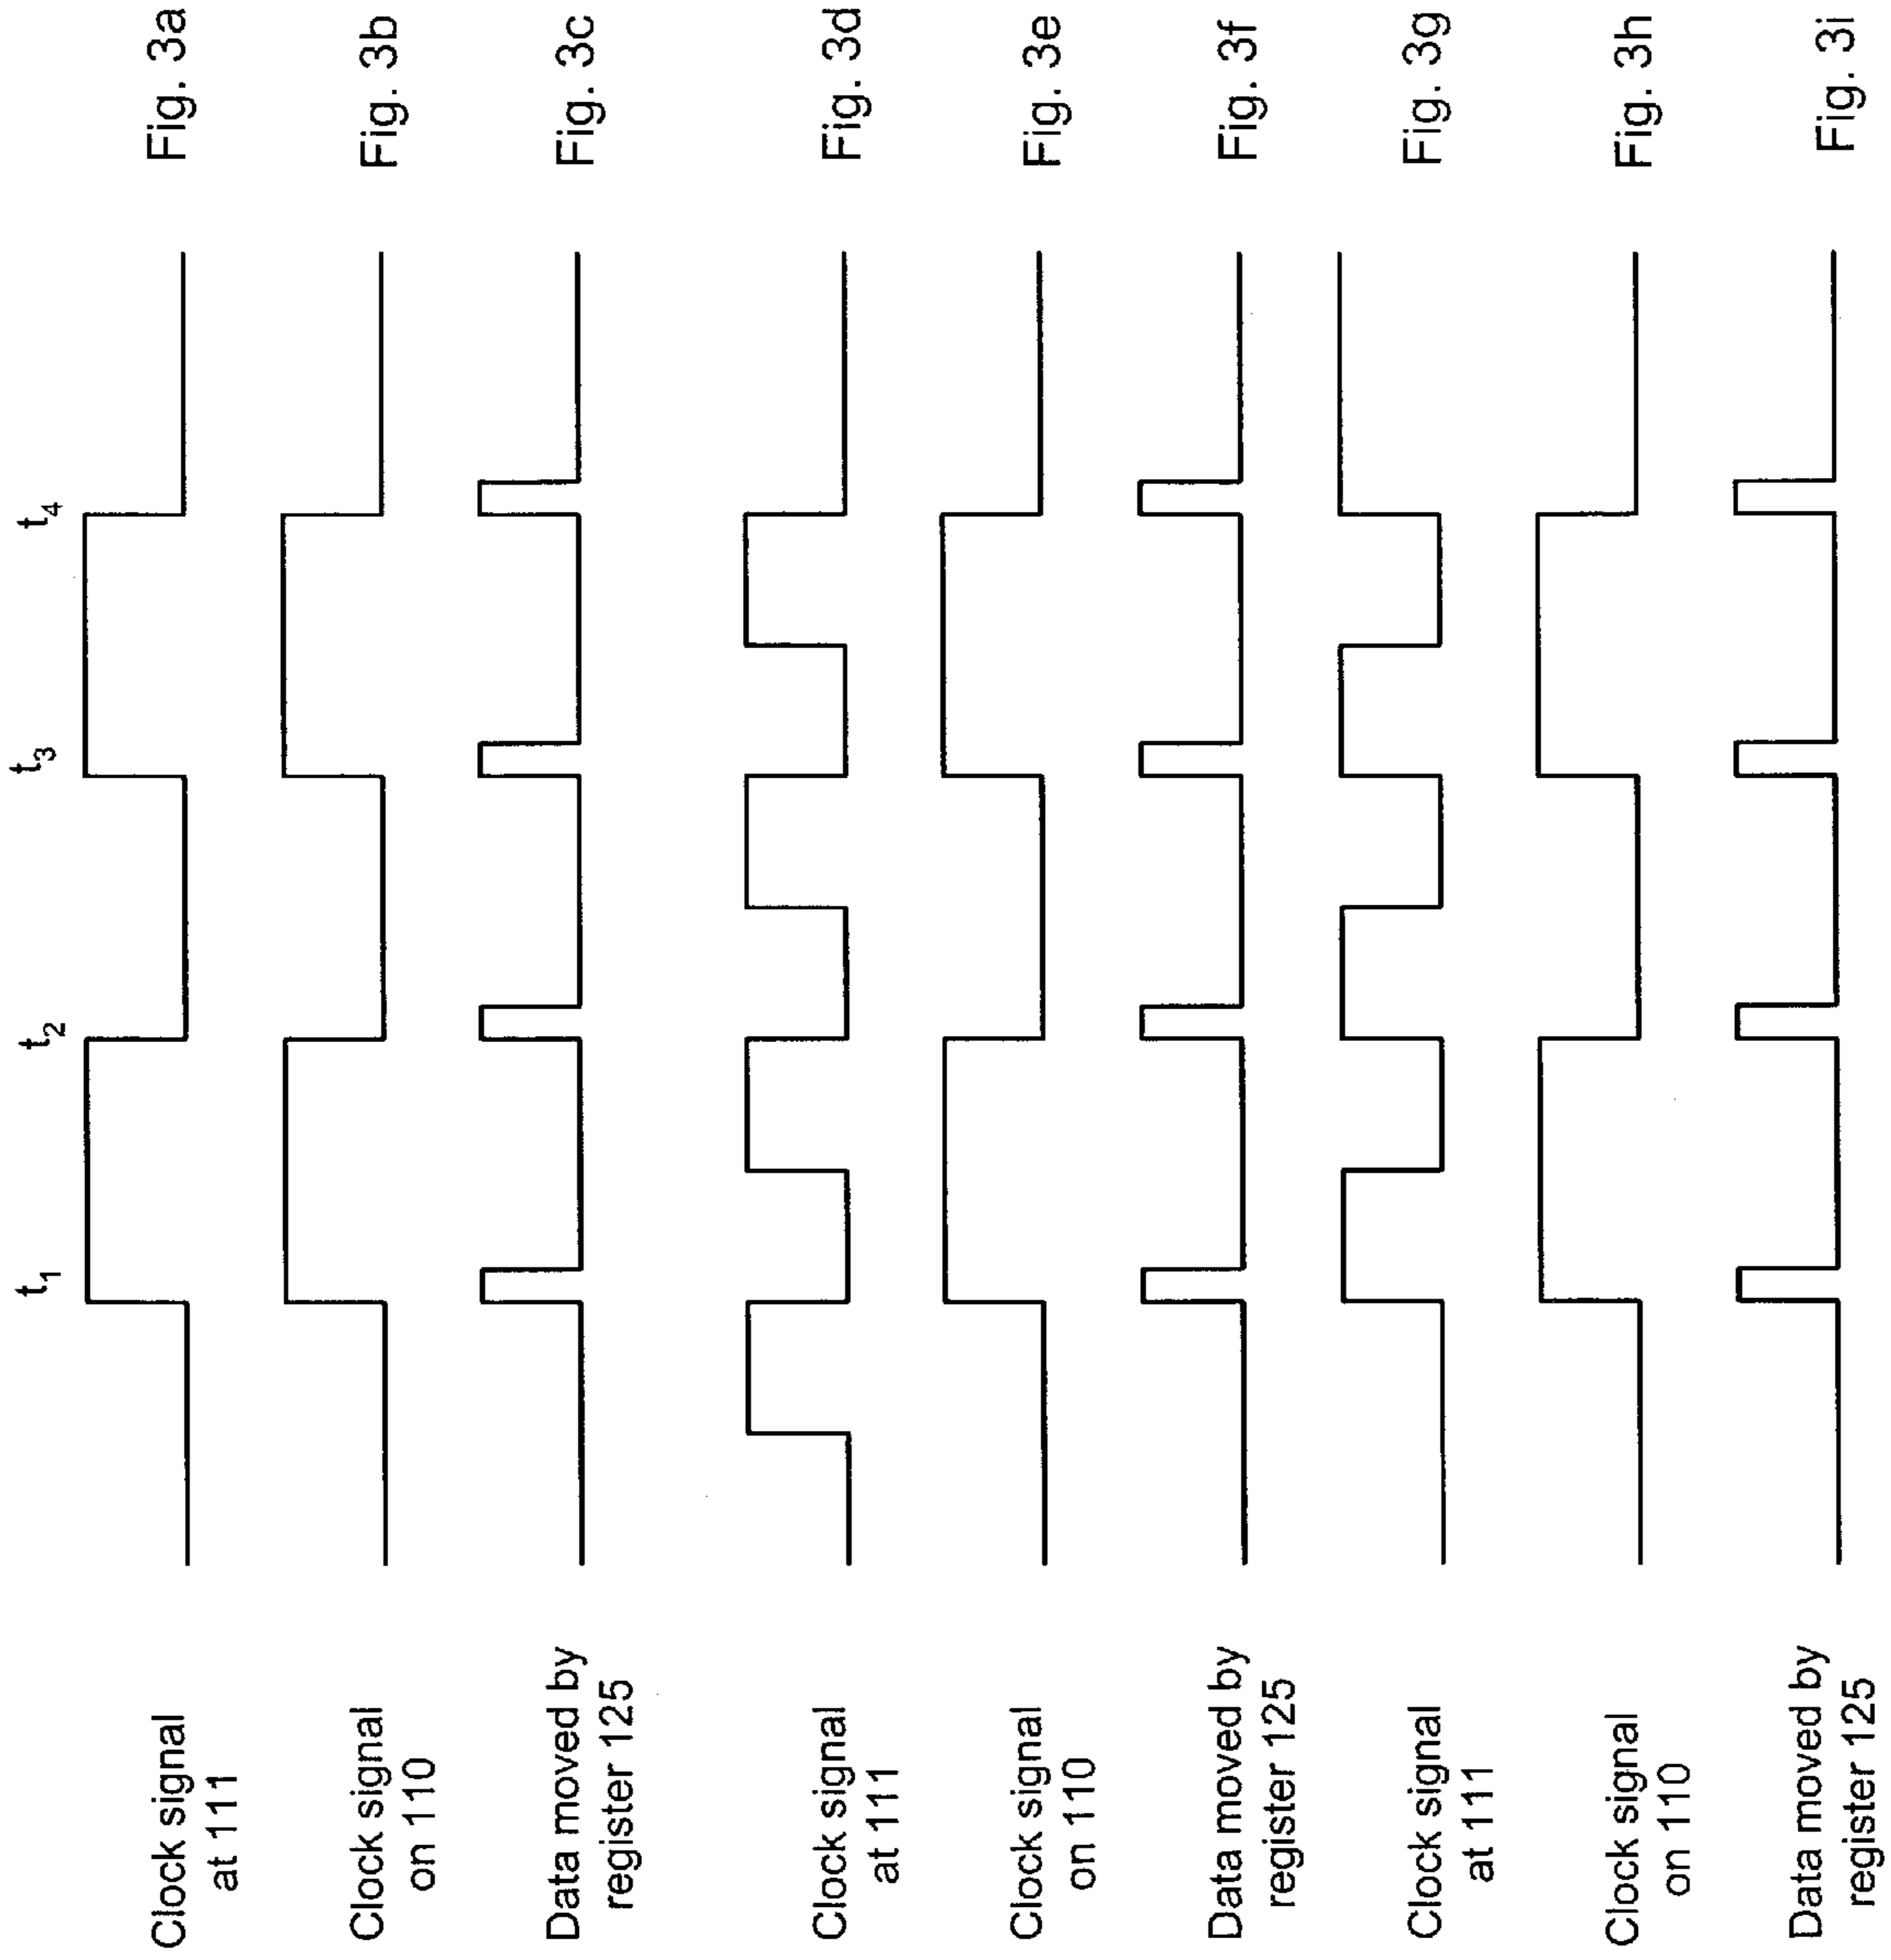 t1 t2 t3 t4
Clock signal
at 111
Fig. 3a
Clock signal
on 110
Fig. 3b
Data moved by
register 125
Fig. 3c
Clock signal
at 111
Fig. 3d
Clock signal
on 110
Fig. 3e
Data moved by
register 125
Fig. 3f
Clock signal
at 111
Fig. 3g
Clock signal
on 110
Fig. 3h
Data moved by
register 125
Fig. 3i